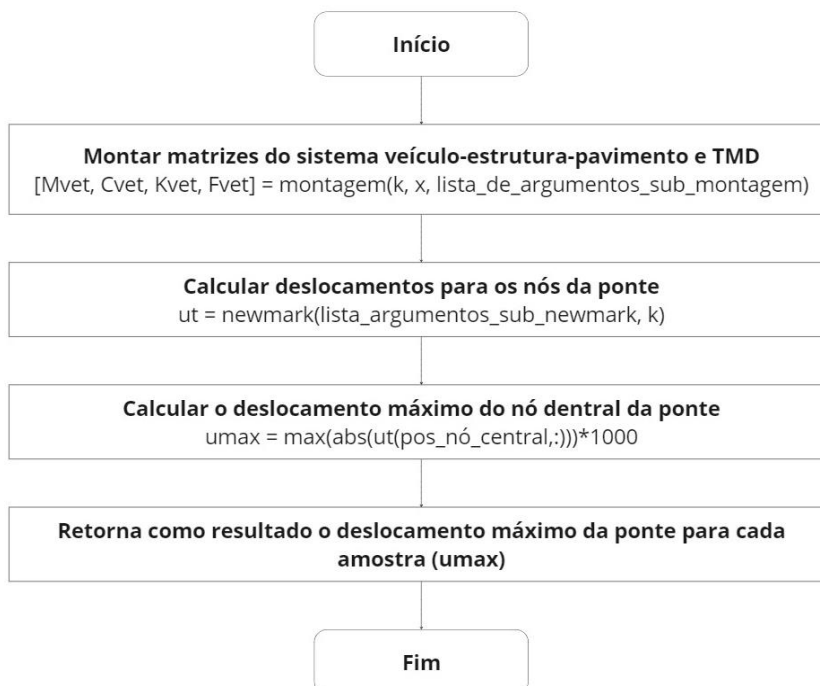 Início
Montar matrizes do sistema veículo-estrutura-pavimento e TMD
[Mvet, Cvet, Kvet, Fvet] = montagem(k, x, lista_de_argumentos_sub_montagem)
Calcular deslocamentos para os nós da ponte
ut = newmark(lista_argumentos_sub_newmark, k)
Calcular o deslocamento máximo do nó dentral da ponte
umax = max(abs(ut(pos_nó_central,:)))*1000
Retorna como resultado o deslocamento máximo da ponte para cada
amostra (umax)
Fim